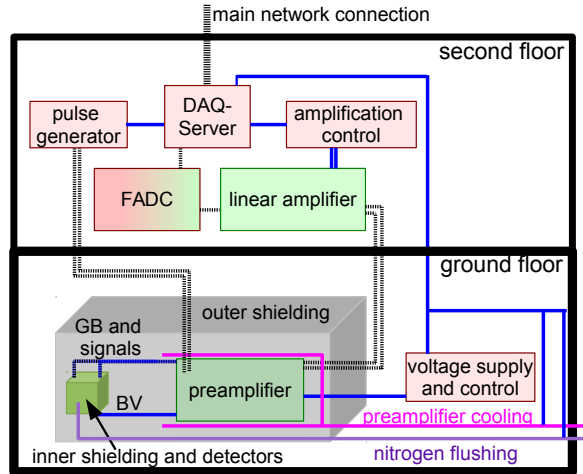 main network connection
second floor
pulse
generator
DAQ-
Server
amplification
control
FADC
linear amplifier
ground floor
outer shielding
GB and
signals
preamplifier
voltage supply
and control
BV
preamplifier cooling
inner shielding and detectors
nitrogen flushing